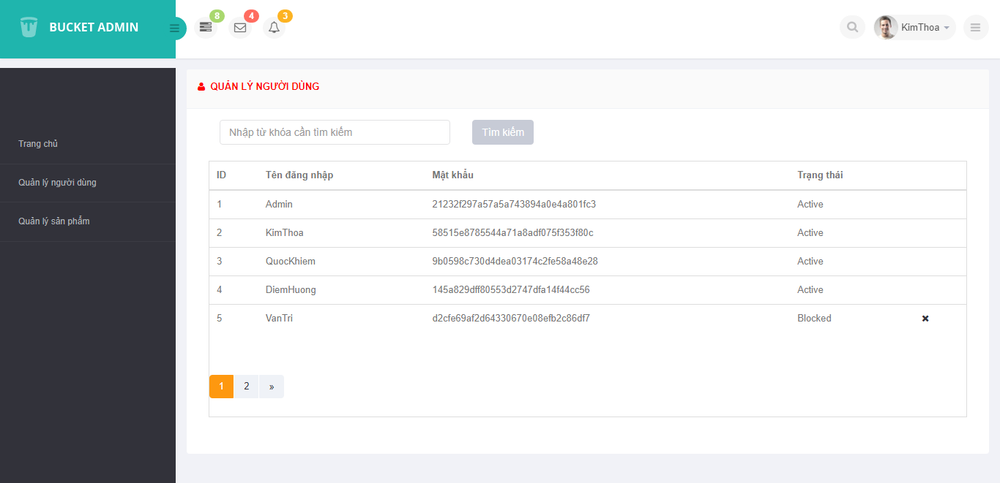 BUCKET ADMIN
8 4 3
KimThoa
Trang chủ
Quản lý người dùng
Quản lý sản phẩm
QUẢN LÝ NGƯỜI DÙNG
Nhập từ khóa cần tìm kiếm Tìm kiếm
ID Tên đăng nhập Mật khẩu Trạng thái
1 Admin 21232f297a57a5a743894a0e4a801fc3 Active
2 KimThoa 58515e8785544a71a8adf075f353f80c Active
3 QuocKhiem 9b0598c730d4dea03174c2fe58a48e28 Active
4 DiemHuong 145a829dff80553d2747dfa14f44cc56 Active
5 VanTri d2cfe69af2d64330670e08efb2c86df7 Blocked
1 2 »